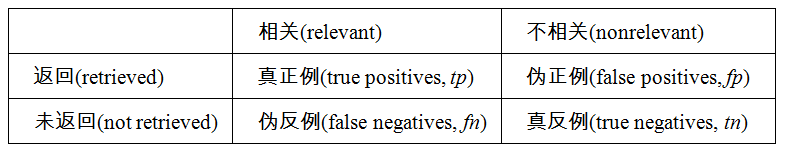 相关(relevant) 不相关(nonrelevant)
返回(retrieved) 真正例(true positives, tp) 伪正例(false positives, fp)
未返回(not retrieved) 伪反例(false negatives, fn) 真反例(true negatives, tn)